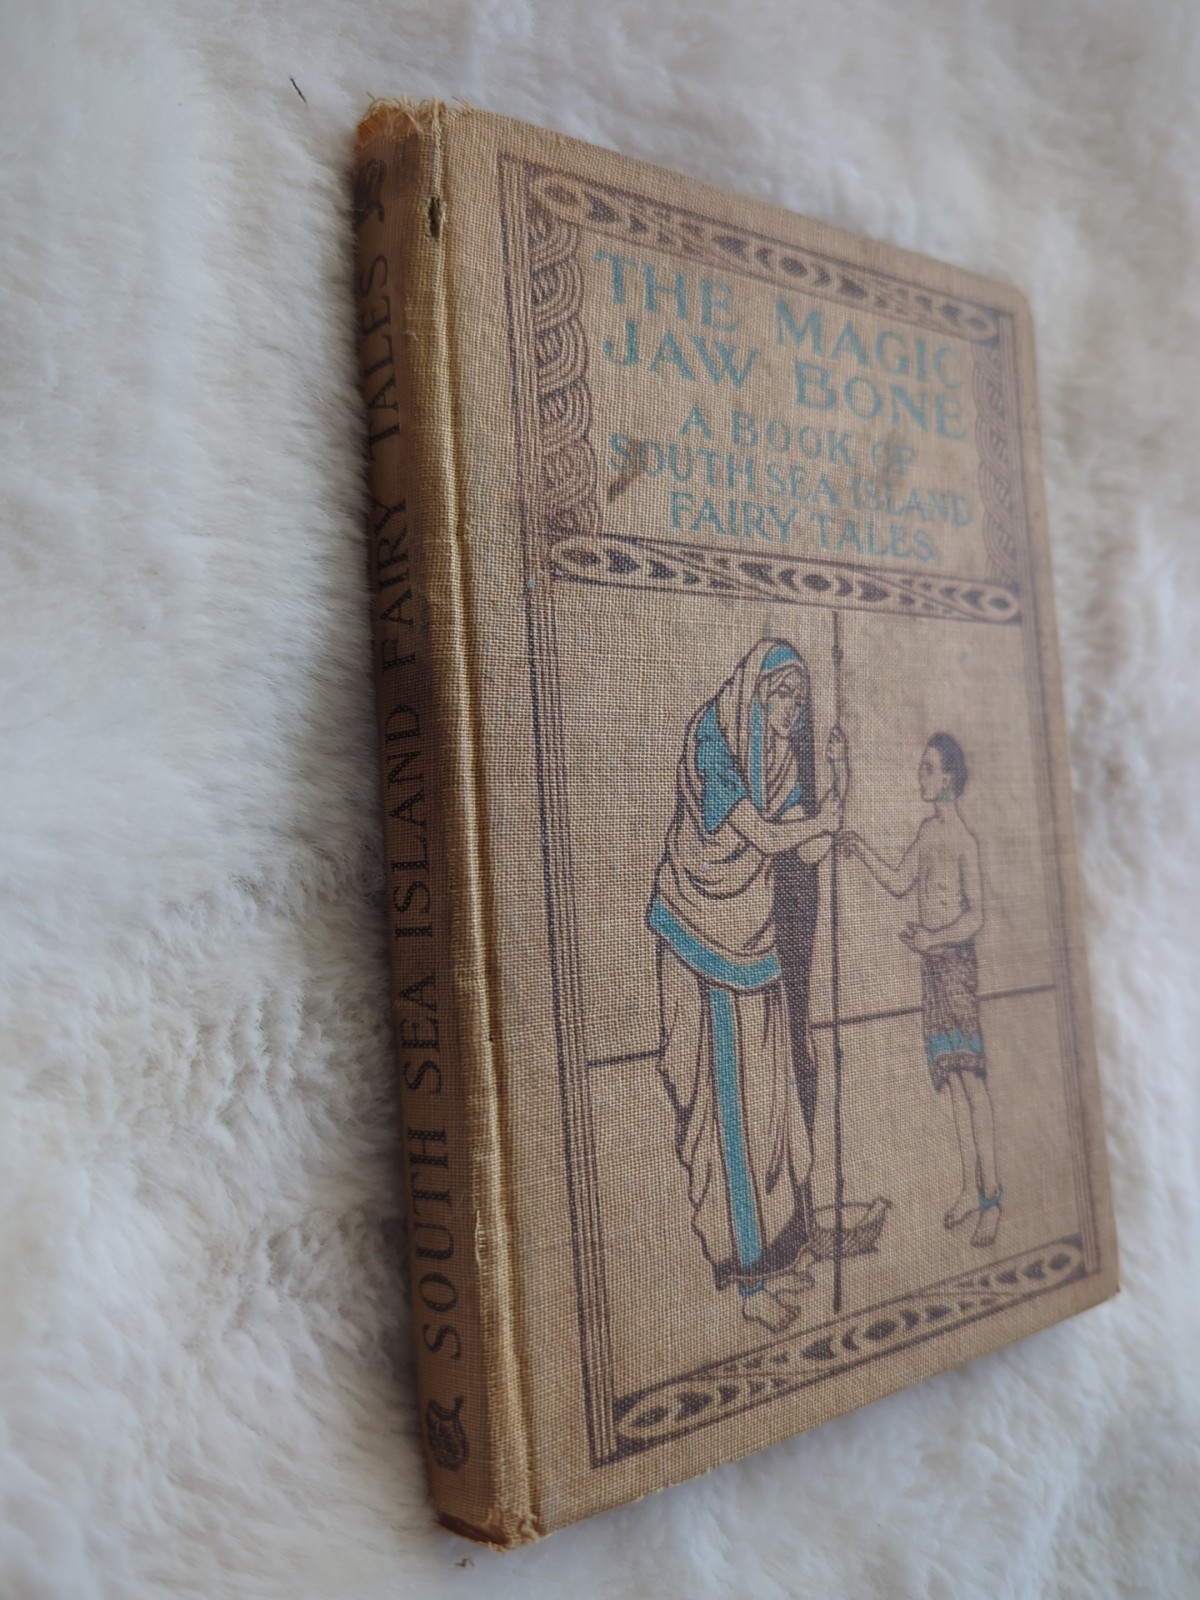 THE MAGIC
JAW BONE
A BOOK OF
SOUTH SEA ISLAND
FAIRY TALES
SOUTH SEA ISLAND FAIRY TALES